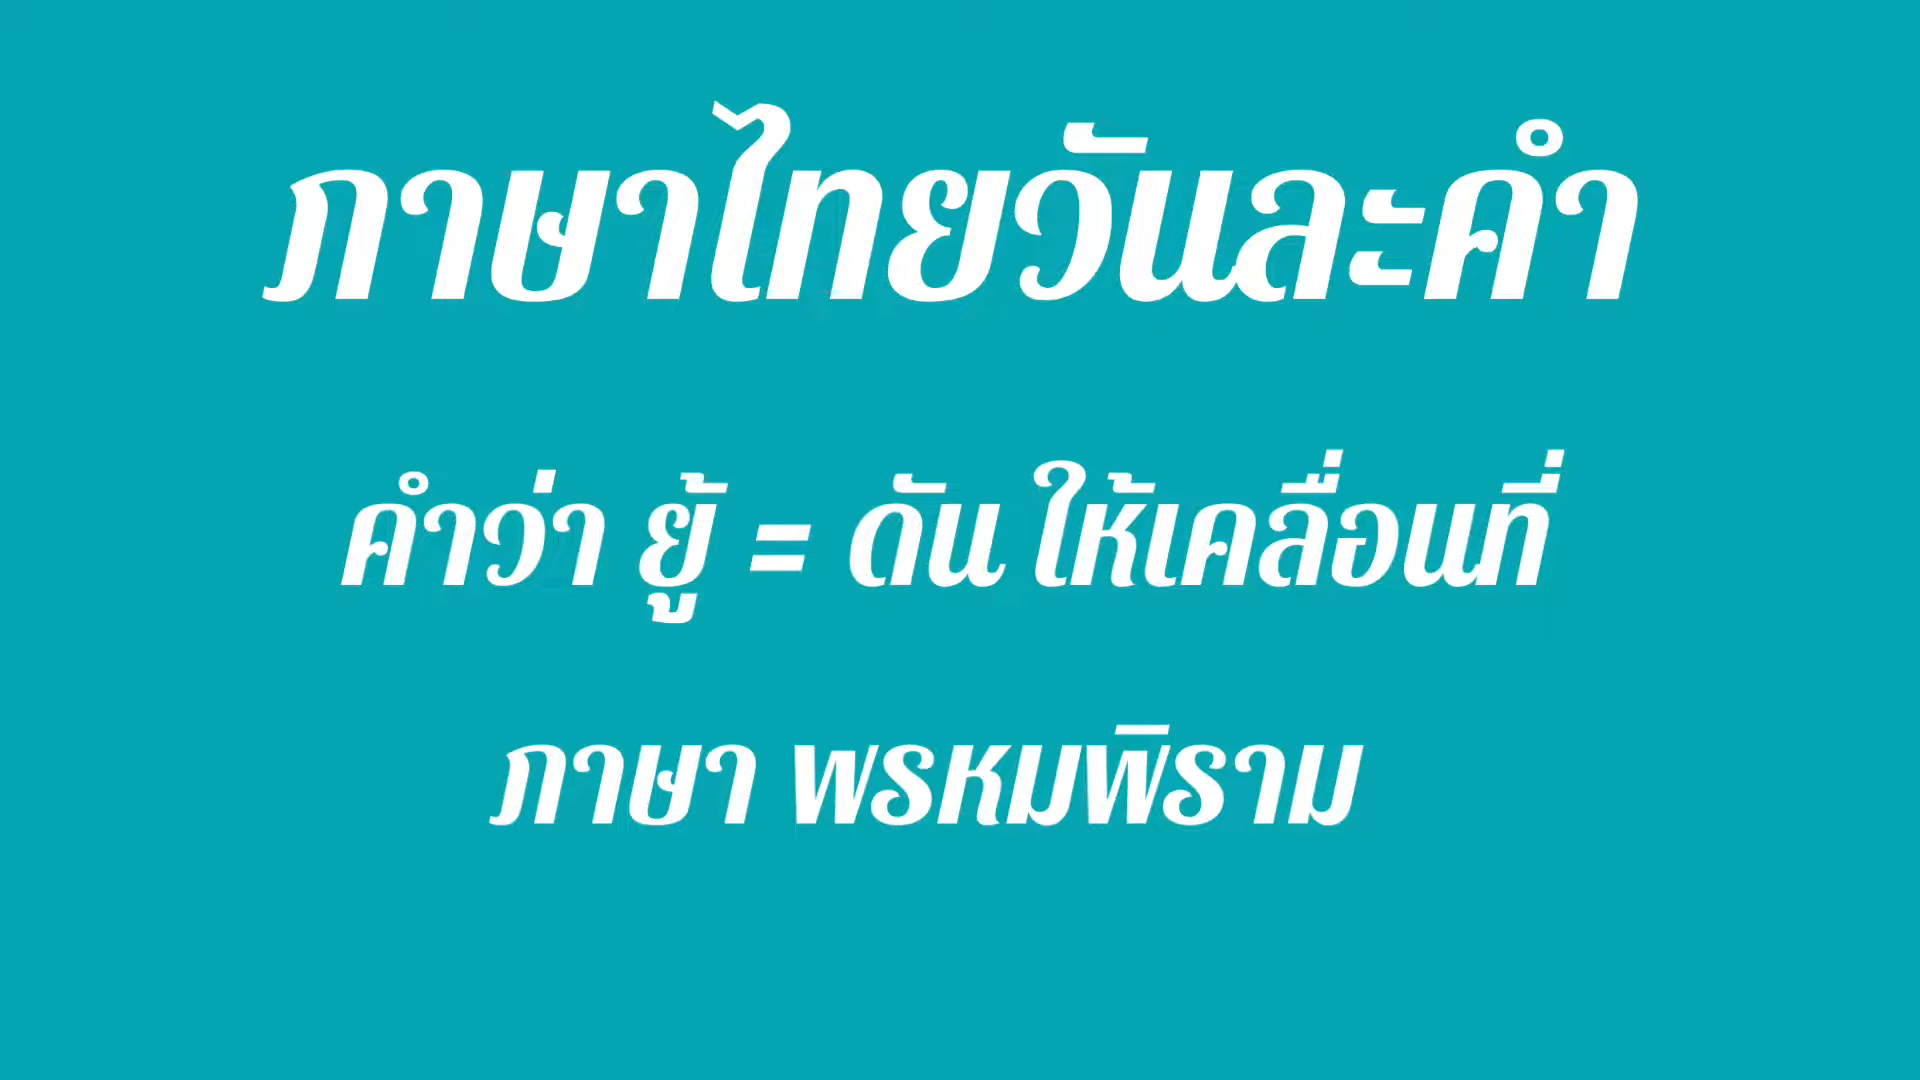 ภาษาไทยวันละคำ
คำว่า ยู้ = ดัน ให้เคลื่อนที่
ภาษา พรหมพิราม